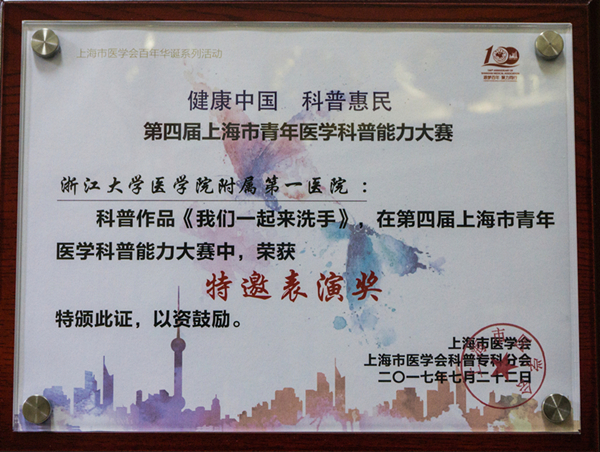 上海市医学会百年华诞系列活动
100
健康中国 科普惠民
第四届上海市青年医学科普能力大赛
浙江大学医学院附属第一医院:
科普作品《我们一起来洗手》,在第四届上海市青年
医学科普能力大赛中,荣获
特邀表演奖
特颁此证,以资鼓励。
上海市医学会
上海市医学会科普专科分会
二〇一七年七月二十二日